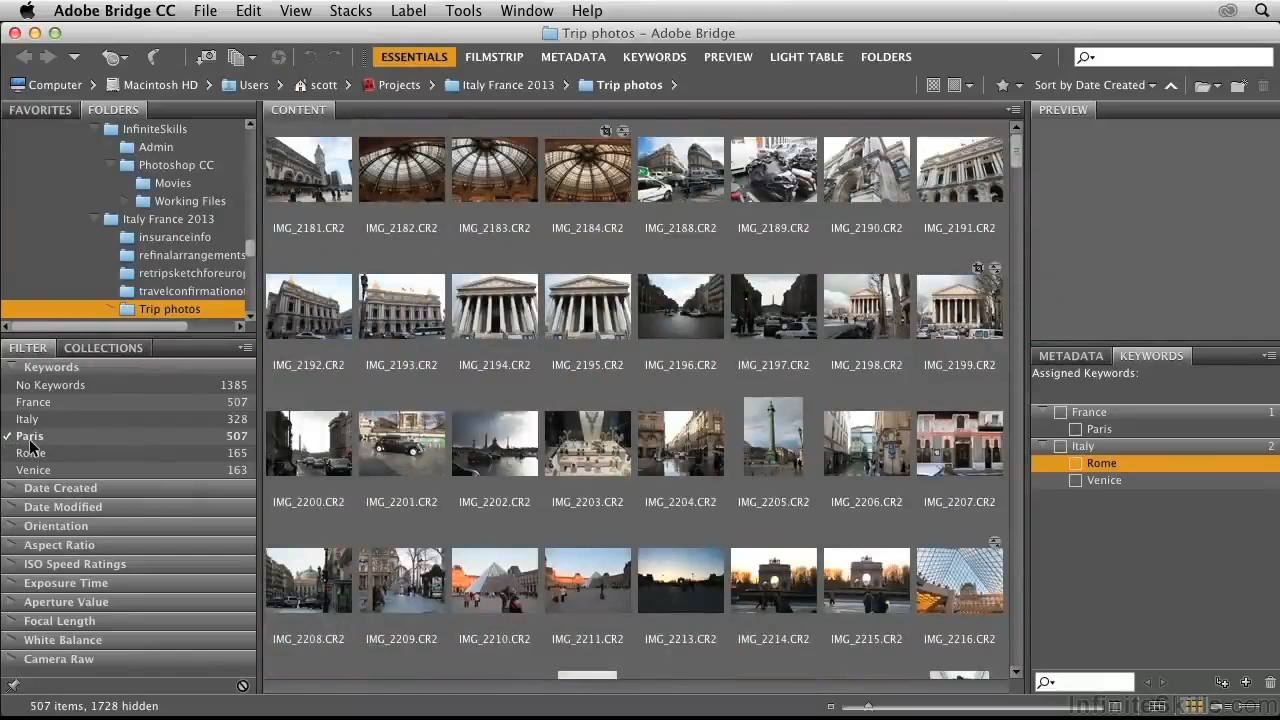 Adobe Bridge CC File Edit View Stacks Label Tools Window Help
Trip photos – Adobe Bridge
ESSENTIALS FILMSTRIP METADATA KEYWORDS PREVIEW LIGHT TABLE FOLDERS
Computer Macintosh HD Users scott Projects Italy France 2013 Trip photos Sort by Date Created
FAVORITES FOLDERS
InfiniteSkills
Admin
Photoshop CC
Movies
Working Files
Italy France 2013
insuranceinfo
refinalarrangements
retripsketchforeurop
travelconfirmationot
Trip photos
FILTER COLLECTIONS
Keywords
No Keywords 1385
France 507
Italy 328
Paris 507
Rome 165
Venice 163
Date Created
Date Modified
Orientation
Aspect Ratio
ISO Speed Ratings
Exposure Time
Aperture Value
Focal Length
White Balance
Camera Raw
507 items, 1728 hidden
CONTENT
IMG_2181.CR2 IMG_2182.CR2 IMG_2183.CR2 IMG_2184.CR2 IMG_2188.CR2 IMG_2189.CR2 IMG_2190.CR2 IMG_2191.CR2
IMG_2192.CR2 IMG_2193.CR2 IMG_2194.CR2 IMG_2195.CR2 IMG_2196.CR2 IMG_2197.CR2 IMG_2198.CR2 IMG_2199.CR2
IMG_2200.CR2 IMG_2201.CR2 IMG_2202.CR2 IMG_2203.CR2 IMG_2204.CR2 IMG_2205.CR2 IMG_2206.CR2 IMG_2207.CR2
IMG_2208.CR2 IMG_2209.CR2 IMG_2210.CR2 IMG_2211.CR2 IMG_2213.CR2 IMG_2214.CR2 IMG_2215.CR2 IMG_2216.CR2
PREVIEW
METADATA KEYWORDS
Assigned Keywords:
France 1
Paris
Italy 2
Rome
Venice
InfiniteSkills.com